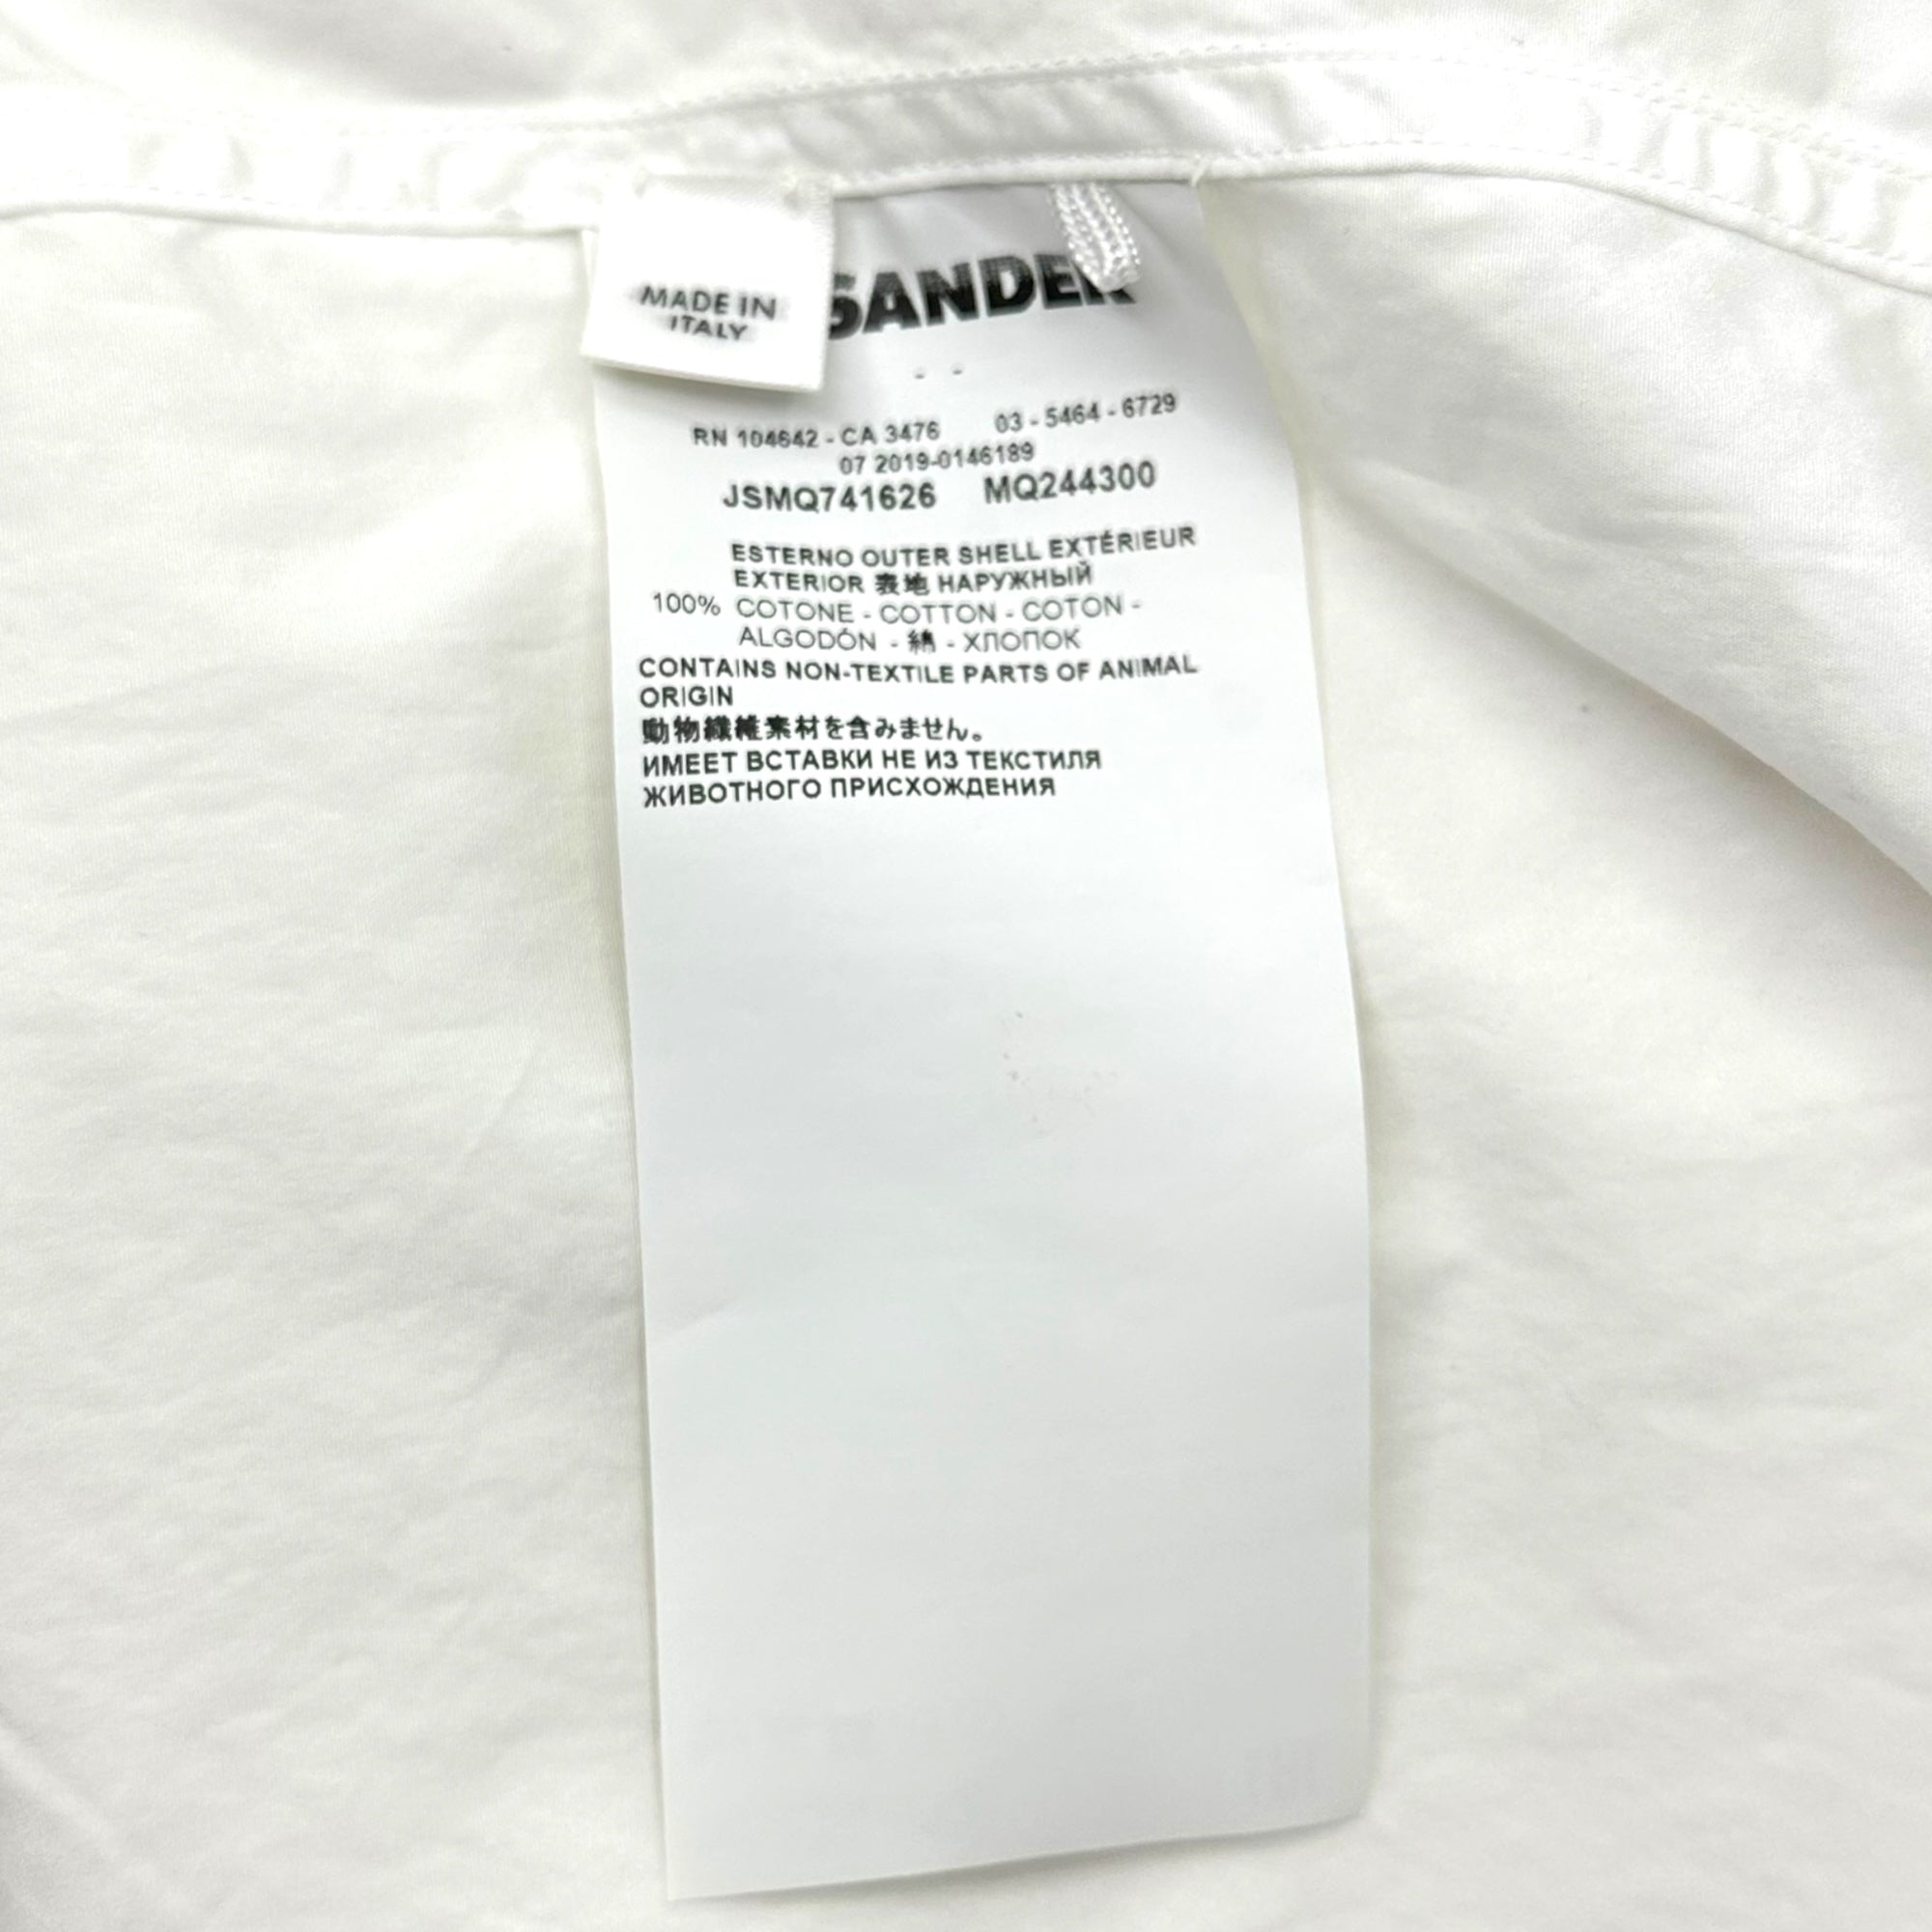 MADE IN
ITALY
SANDER
- -
RN 104642 - CA 3476 03 - 5464 - 6729
07 2019-0146189
JSMQ741626 MQ244300
ESTERNO OUTER SHELL EXTÉRIEUR
EXTERIOR 表地 НАРУЖНЫЙ
100% COTONE - COTTON - COTON -
ALGODÓN - 綿 - ХЛОПОК
CONTAINS NON-TEXTILE PARTS OF ANIMAL
ORIGIN
動物繊維素材を含みません。
ИМЕЕТ ВСТАВКИ НЕ ИЗ ТЕКСТИЛЯ
ЖИВОТНОГО ПРИСХОЖДЕНИЯ